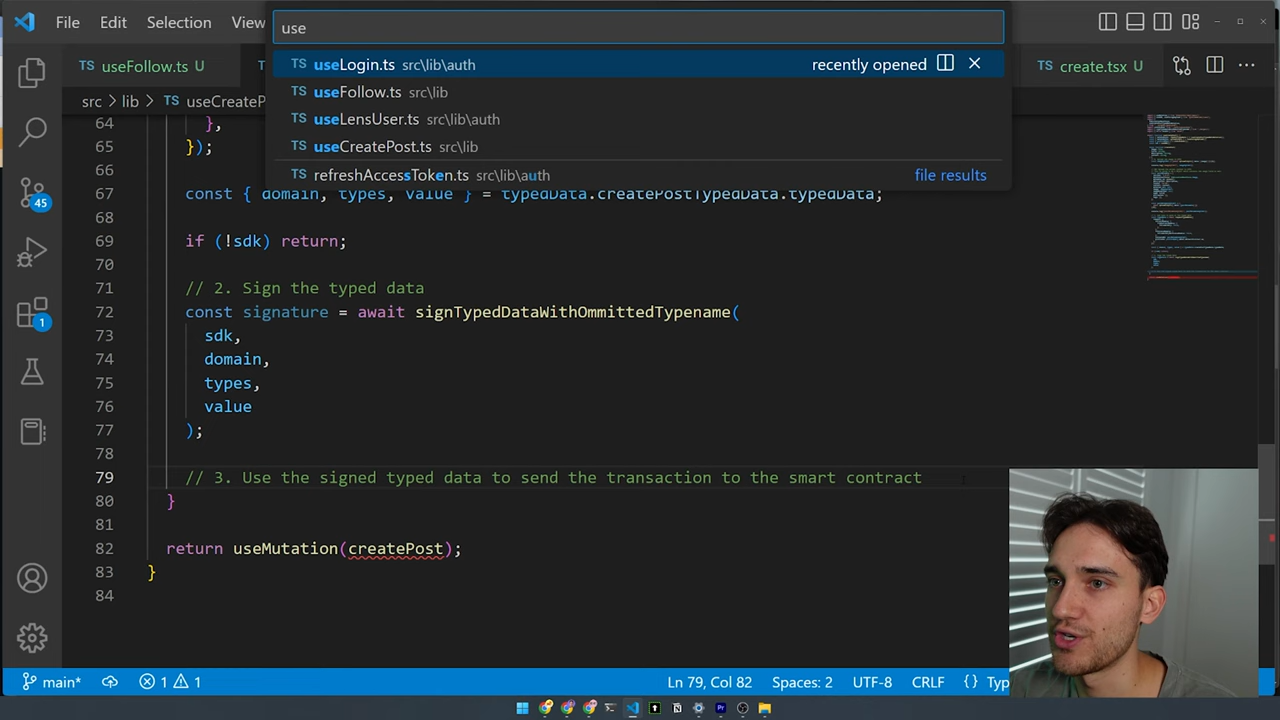 File Edit Selection View
use
useLogin.ts src\lib\auth recently opened
useFollow.ts src\lib
useLensUser.ts src\lib\auth
useCreatePost.ts src\lib
refreshAccessToken.ts src\lib\auth file results
TS useFollow.ts U
TS create.tsx U
src > lib > TS useCreateP
64 },
65 });
66
67 const { domain, types, value } = typedData.createPostTypedData.typedData;
68
69 if (!sdk) return;
70
71 // 2. Sign the typed data
72 const signature = await signTypedDataWithOmmittedTypename(
73 sdk,
74 domain,
75 types,
76 value
77 );
78
79 // 3. Use the signed typed data to send the transaction to the smart contract
80 }
81
82 return useMutation(createPost);
83 }
84
45
1
main* 1 1 Ln 79, Col 82 Spaces: 2 UTF-8 CRLF {} Typ